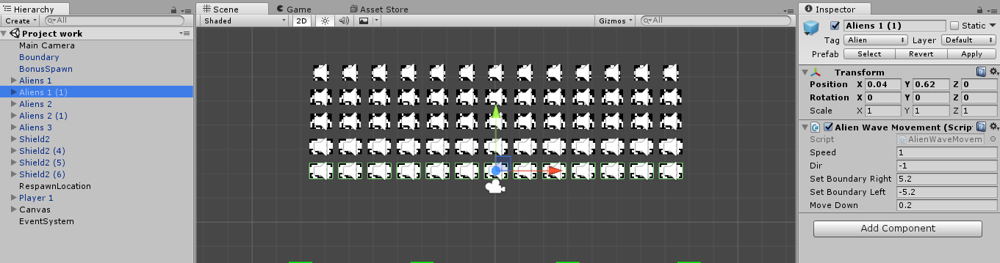 Hierarchy
Create
All
Project work
Main Camera
Boundary
BonusSpawn
Aliens 1
Aliens 1 (1)
Aliens 2
Aliens 2 (1)
Aliens 3
Shield2
Shield2 (4)
Shield2 (5)
Shield2 (6)
RespawnLocation
Player 1
Canvas
EventSystem
Scene Game Asset Store
Shaded 2D Gizmos All
Inspector
Aliens 1 (1) Static
Tag Alien Layer Default
Prefab Select Revert Apply
Transform
Position X 0.04 Y 0.62 Z 0
Rotation X 0 Y 0 Z 0
Scale X 1 Y 1 Z 1
Alien Wave Movement (Scrip
Script AlienWaveMovem
Speed 1
Dir -1
Set Boundary Right 5.2
Set Boundary Left -5.2
Move Down 0.2
Add Component